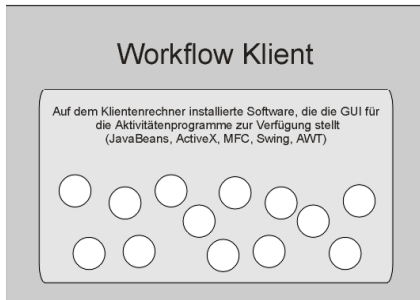 Workflow Klient
Auf dem Klientenrechner installierte Software, die die GUI für
die Aktivitätenprogramme zur Verfügung stellt
(JavaBeans, ActiveX, MFC, Swing, AWT)